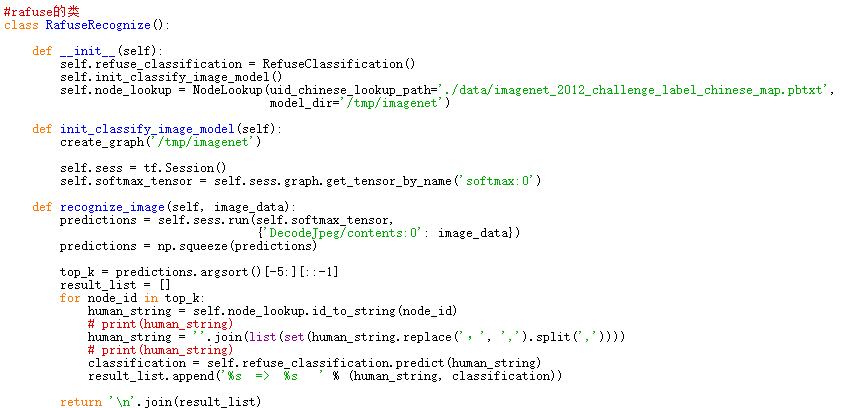 #rafuse的类
class RafuseRecognize():
def __init__(self):
self.refuse_classification = RefuseClassification()
self.init_classify_image_model()
self.node_lookup = NodeLookup(uid_chinese_lookup_path='./data/imagenet_2012_challenge_label_chinese_map.pbtxt',
model_dir='/tmp/imagenet')
def init_classify_image_model(self):
create_graph('/tmp/imagenet')
self.sess = tf.Session()
self.softmax_tensor = self.sess.graph.get_tensor_by_name('softmax:0')
def recognize_image(self, image_data):
predictions = self.sess.run(self.softmax_tensor,
{'DecodeJpeg/contents:0': image_data})
predictions = np.squeeze(predictions)
top_k = predictions.argsort()[-5:][::-1]
result_list = []
for node_id in top_k:
human_string = self.node_lookup.id_to_string(node_id)
# print(human_string)
human_string = ''.join(list(set(human_string.replace('，', ',').split(','))))
# print(human_string)
classification = self.refuse_classification.predict(human_string)
result_list.append('%s  =>  %s   ' % (human_string, classification))
return '\n'.join(result_list)